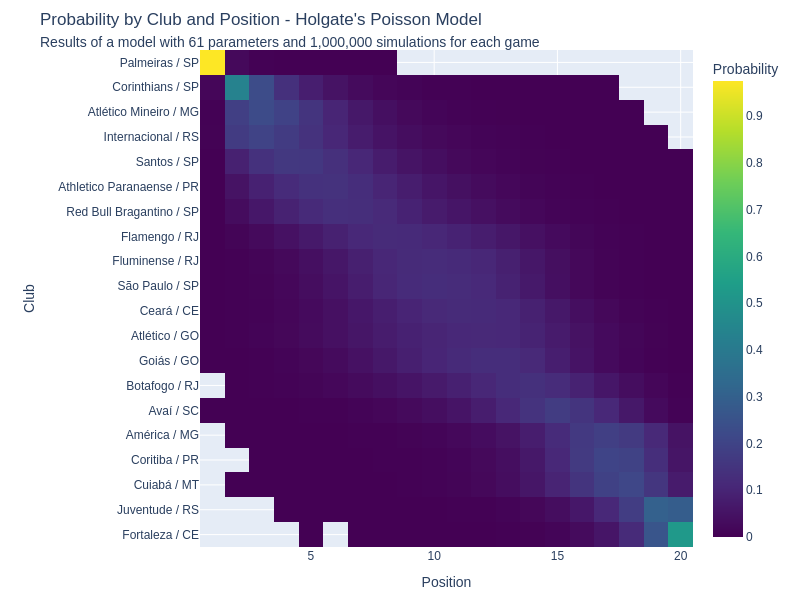 Probability by Club and Position - Holgate's Poisson Model
Results of a model with 61 parameters and 1,000,000 simulations for each game
Probability
Palmeiras / SP
Corinthians / SP
Atlético Mineiro / MG
Internacional / RS
Santos / SP
Athletico Paranaense / PR
Red Bull Bragantino / SP
Flamengo / RJ
Fluminense / RJ
São Paulo / SP
Ceará / CE
Atlético / GO
Goiás / GO
Botafogo / RJ
Avaí / SC
América / MG
Coritiba / PR
Cuiabá / MT
Juventude / RS
Fortaleza / CE
Club
5
10
15
20
Position
0.9
0.8
0.7
0.6
0.5
0.4
0.3
0.2
0.1
0